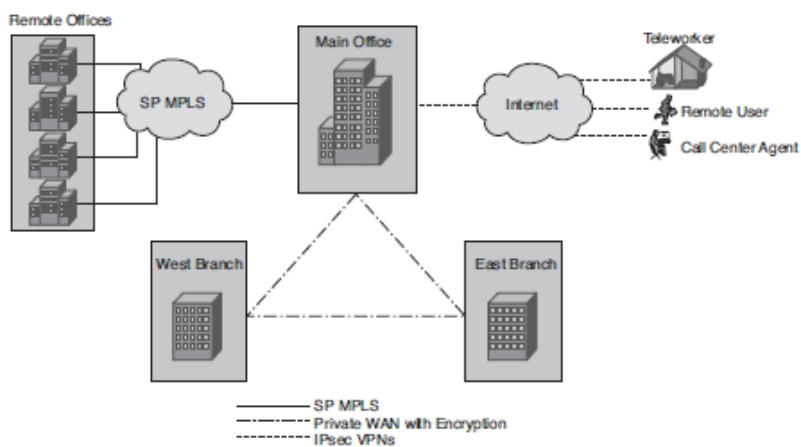 Remote Offices
Main Office
Teleworker
SP MPLS
Internet
Remote User
Call Center Agent
West Branch
East Branch
SP MPLS
Private WAN with Encryption
IPsec VPNs